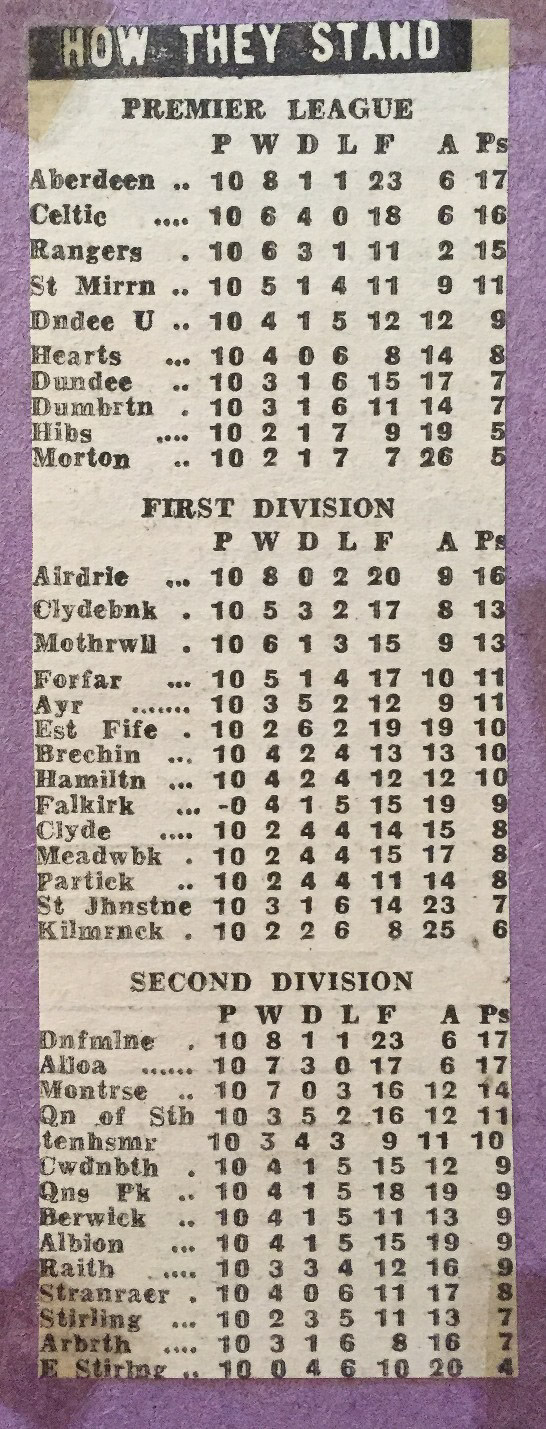 HOW THEY STAND
PREMIER LEAGUE
P W D L F A Ps
Aberdeen .. 10 8 1 1 23 6 17
Celtic .... 10 6 4 0 18 6 16
Rangers . 10 6 3 1 11 2 15
St Mirrn .. 10 5 1 4 11 9 11
Dndee U .. 10 4 1 5 12 12 9
Hearts ... 10 4 0 6 8 14 8
Dundee .. 10 3 1 6 15 17 7
Dumbrtn . 10 3 1 6 11 14 7
Hibs .... 10 2 1 7 9 19 5
Morton .. 10 2 1 7 7 26 5
FIRST DIVISION
P W D L F A Ps
Airdrie ... 10 8 0 2 20 9 16
Clydebnk . 10 5 3 2 17 8 13
Mothrwll . 10 6 1 3 15 9 13
Forfar ... 10 5 1 4 17 10 11
Ayr ....... 10 3 5 2 12 9 11
Est Fife . 10 2 6 2 19 19 10
Brechin ... 10 4 2 4 13 13 10
Hamiltn ... 10 4 2 4 12 12 10
Falkirk ... -0 4 1 5 15 19 9
Clyde .... 10 2 4 4 14 15 8
Meadwbk . 10 2 4 4 15 17 8
Partick .. 10 2 4 4 11 14 8
St Jhnstne 10 3 1 6 14 23 7
Kilmrnck . 10 2 2 6 8 25 6
SECOND DIVISION
P W D L F A Ps
Dnfmlne . 10 8 1 1 23 6 17
Alloa ...... 10 7 3 0 17 6 17
Montrse .. 10 7 0 3 16 12 14
Qn of Sth 10 3 5 2 16 12 11
tenhsmr 10 3 4 3 9 11 10
Cwdnbth . 10 4 1 5 15 12 9
Qns Pk .. 10 4 1 5 18 19 9
Berwick .. 10 4 1 5 11 13 9
Albion ... 10 4 1 5 15 19 9
Raith .... 10 3 3 4 12 16 9
Stranraer . 10 4 0 6 11 17 8
Stirling ... 10 2 3 5 11 13 7
Arbrth .... 10 3 1 6 8 16 7
E Stirlng .. 10 0 4 6 10 20 4